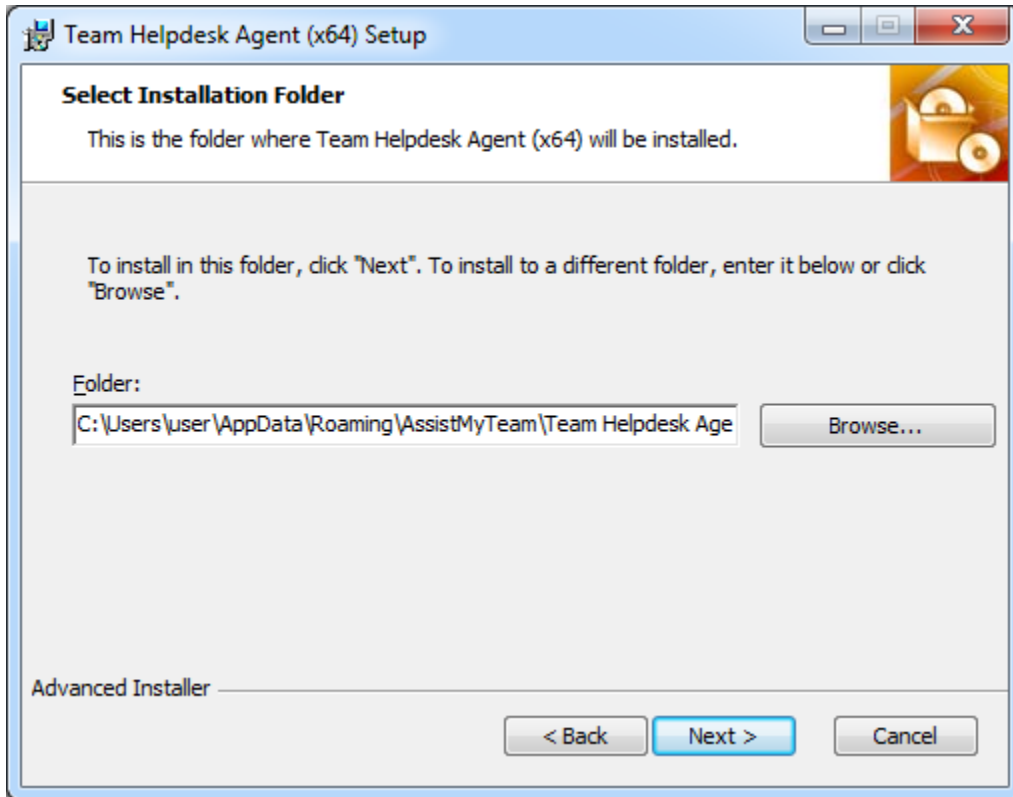 Team Helpdesk Agent (x64) Setup
Select Installation Folder
This is the folder where Team Helpdesk Agent (x64) will be installed.
To install in this folder, click "Next". To install to a different folder, enter it below or click
"Browse".
Folder:
C:\Users\user\AppData\Roaming\AssistMyTeam\Team Helpdesk Age
Browse...
Advanced Installer
< Back
Next >
Cancel